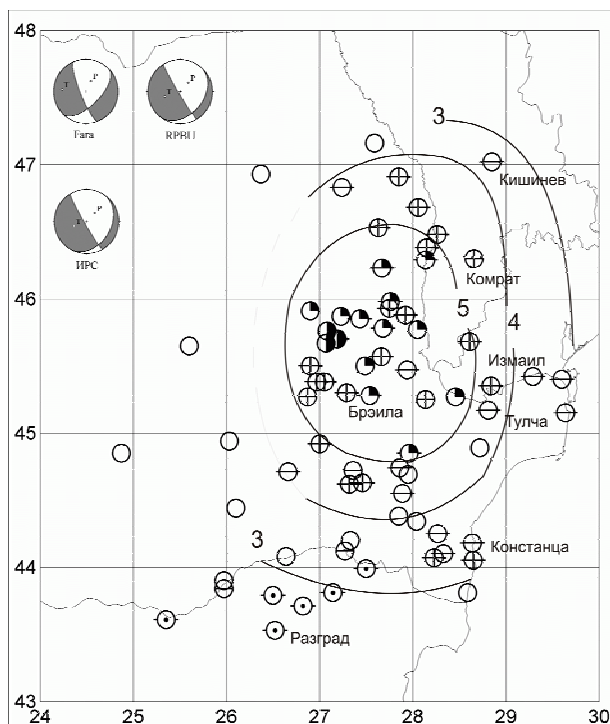 48
47
46
45
44
43
24 25 26 27 28 29 30
T P
Fara
T P
RPBU
T P
ИРС
3
Кишинев
Комрат
5
4
Измаил
Брэила
Тулча
3
Констанца
Разград